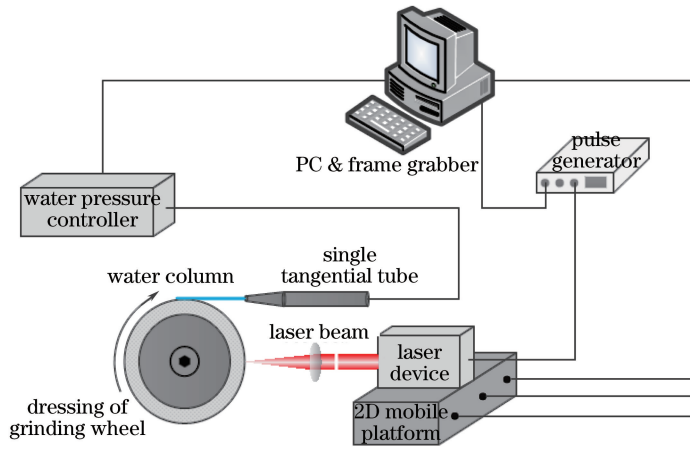 PC & frame grabber
pulse
generator
water pressure
controller
single
tangential tube
water column
laser beam
laser
device
dressing of
grinding wheel
2D mobile
platform